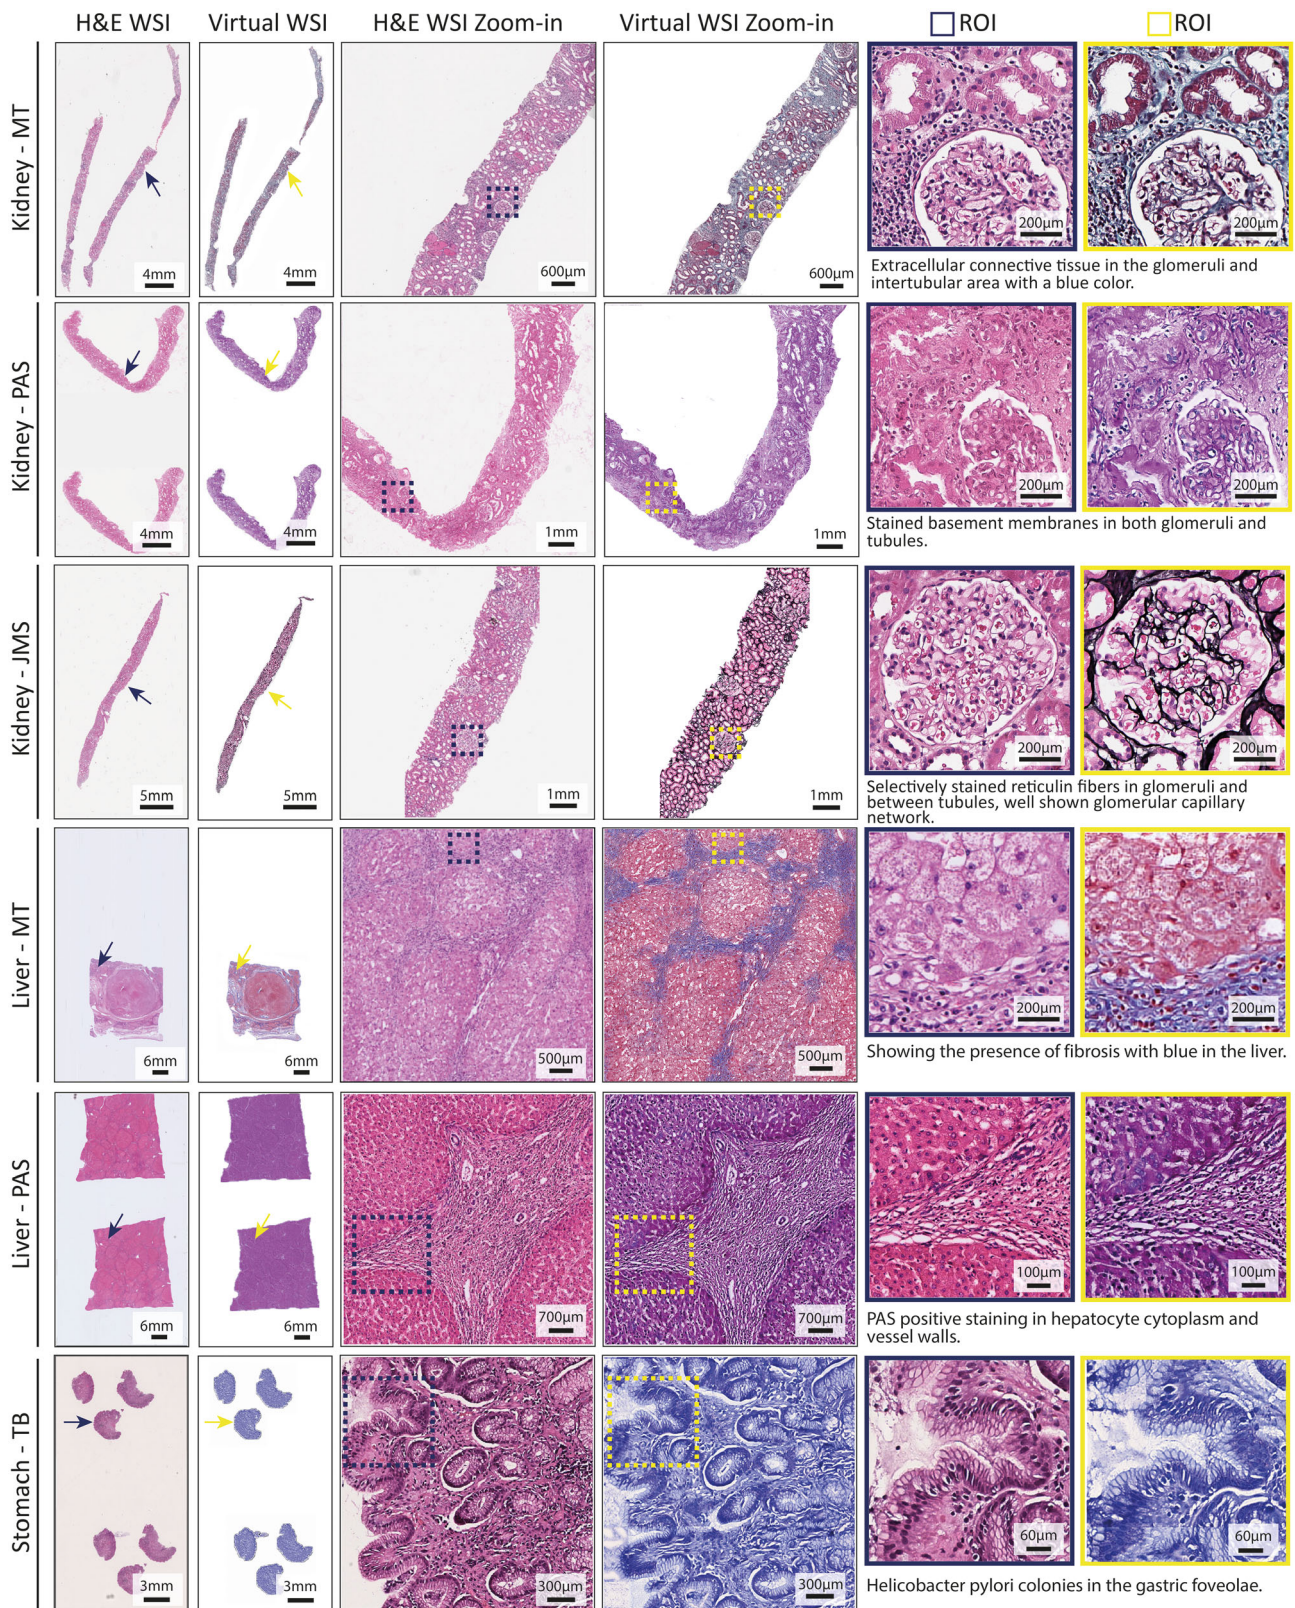 H&E WSI
Virtual WSI
H&E WSI Zoom-in
Virtual WSI Zoom-in
ROI
ROI
Kidney - MT
4mm
4mm
600µm
600µm
200µm
200µm
Extracellular connective tissue in the glomeruli and
intertubular area with a blue color.
Kidney - PAS
4mm
4mm
1mm
1mm
200µm
200µm
Stained basement membranes in both glomeruli and
tubules.
Kidney - JMS
5mm
5mm
1mm
1mm
200µm
200µm
Selectively stained reticulin fibers in glomeruli and
between tubules, well shown glomerular capillary
network.
Liver - MT
6mm
6mm
500µm
500µm
200µm
200µm
Showing the presence of fibrosis with blue in the liver.
Liver - PAS
6mm
6mm
700µm
700µm
100µm
100µm
PAS positive staining in hepatocyte cytoplasm and
vessel walls.
Stomach - TB
3mm
3mm
300µm
300µm
60µm
60µm
Helicobacter pylori colonies in the gastric foveolae.